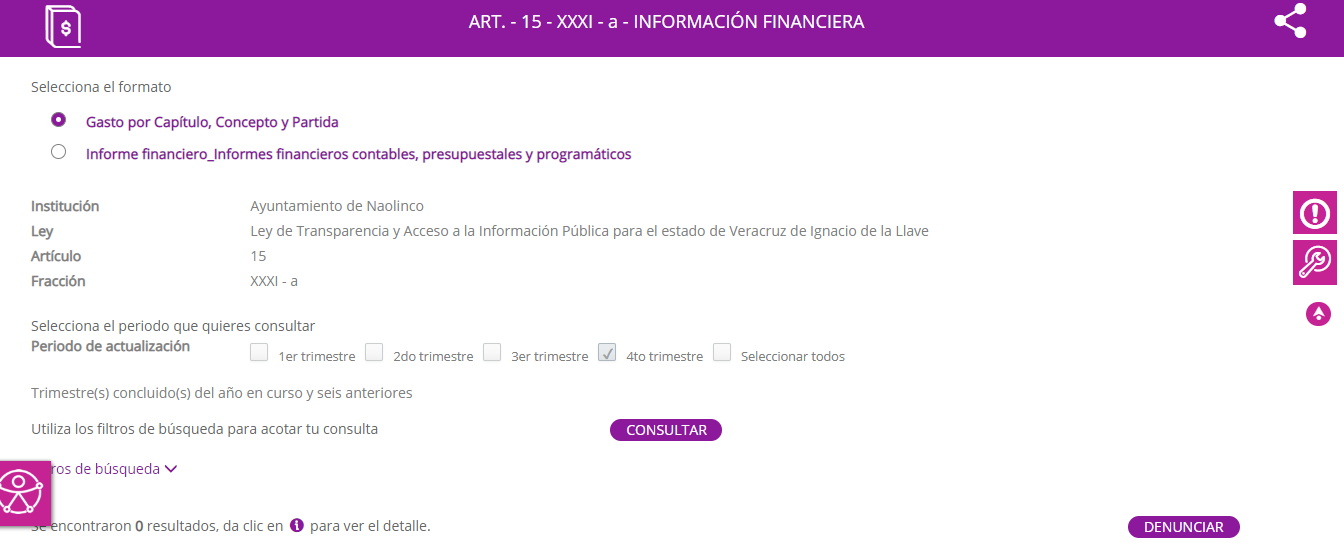 ART. - 15 - XXXI - a - INFORMACIÓN FINANCIERA
Selecciona el formato
Gasto por Capítulo, Concepto y Partida
Informe financiero_Informes financieros contables, presupuestales y programáticos
Institución Ayuntamiento de Naolinco
Ley Ley de Transparencia y Acceso a la Información Pública para el estado de Veracruz de Ignacio de la Llave
Artículo 15
Fracción XXXI - a
Selecciona el periodo que quieres consultar
Periodo de actualización 1er trimestre 2do trimestre 3er trimestre 4to trimestre Seleccionar todos
Trimestre(s) concluido(s) del año en curso y seis anteriores
Utiliza los filtros de búsqueda para acotar tu consulta CONSULTAR
ros de búsqueda
Se encontraron 0 resultados, da clic en para ver el detalle. DENUNCIAR